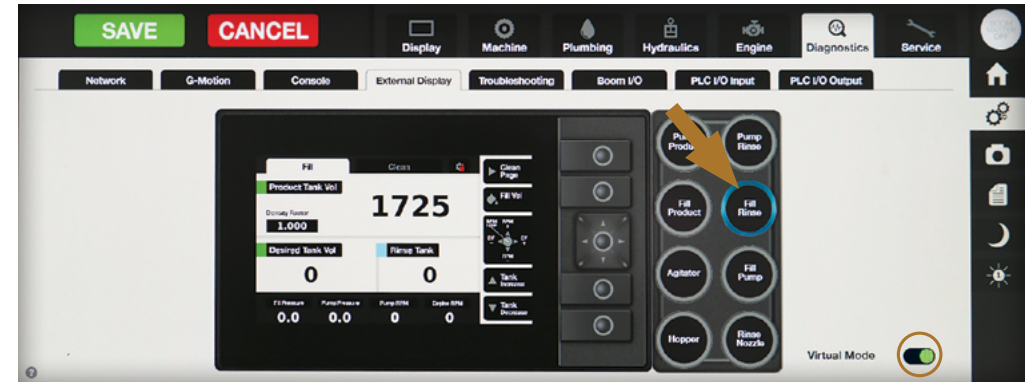 SAVE CANCEL Display Machine Plumbing Hydraulics Engine Diagnostics Service
Network G-Motion Console External Display Troubleshooting Boom I/O PLC I/O Input PLC I/O Output
Fill Clean
Product Tank Vol
1725
Density Factor
1.000
Desired Tank Vol Rinse Tank
0 0
Fill Pressure Pump Pressure Pump RPM Engine RPM
0.0 0.0 0 0
Clean
Page
Fill Vol
RPM
Tank
Increase
Tank
Decrease
Product
Pump
Rinse
Fill
Product
Fill
Rinse
Agitator
Fill
Pump
Hopper
Rinse
Nozzle
Virtual Mode